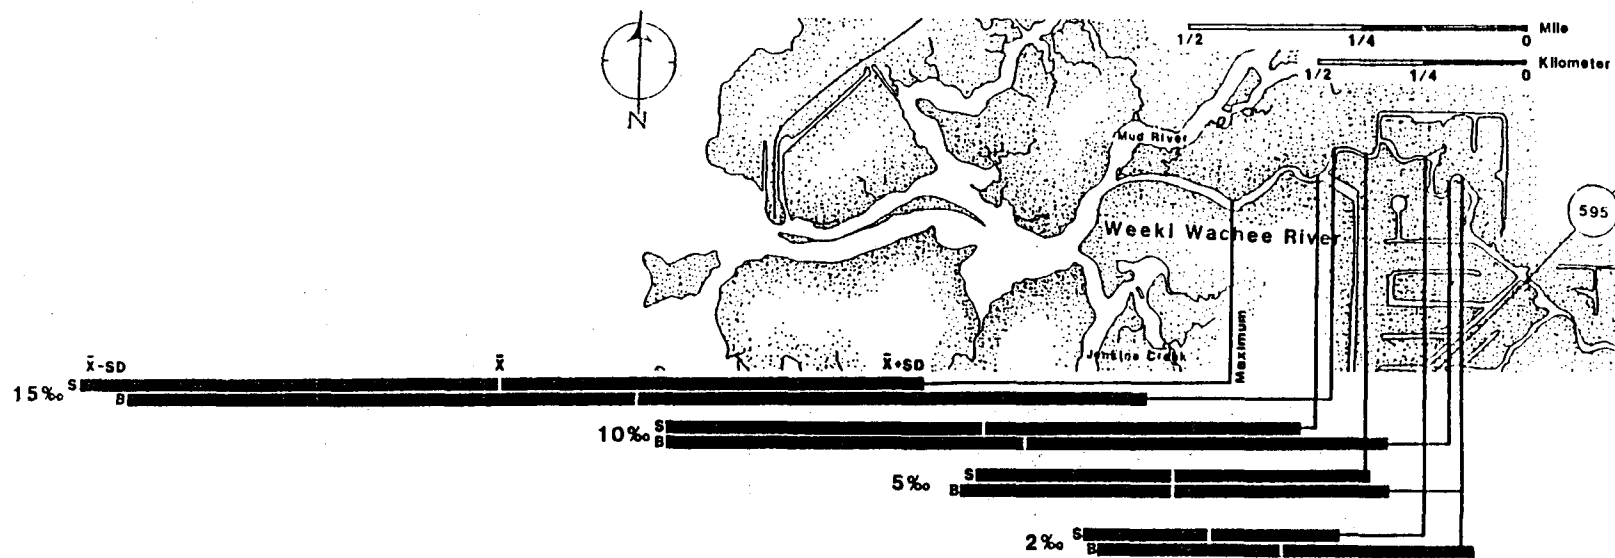 Mile
1/2 1/4 0
Kilometer
1/2 1/4 0
N
Mud River
595
Weeki Wachee River
Maximum
Jenkins Creek
x̄-SD x̄ x̄+SD
15‰ S
B
10‰ S
B
5‰ S
B
2‰ S
B